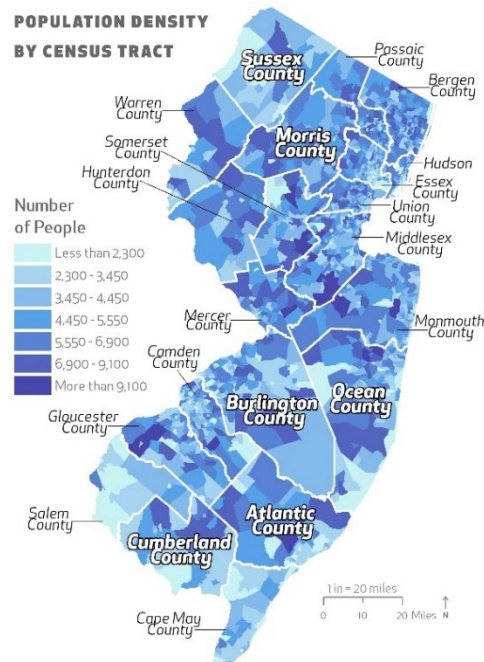 POPULATION DENSITY
BY CENSUS TRACT
Passaic
County
Sussex
County
Bergen
County
Warren
County
Somerset
County
Morris
County
Hunterdon
County
Hudson
Essex
County
Union
County
Middlesex
County
Number
of People
Less than 2,300
2,300 - 3,450
3,450 - 4,450
4,450 - 5,550
5,550 - 6,900
6,900 - 9,100
More than 9,100
Mercer
County
Monmouth
County
Camden
County
Ocean
County
Burlington
County
Gloucester
County
Salem
County
Atlantic
County
Cumberland
County
Cape May
County
1 in = 20 miles
0 10 20 Miles N